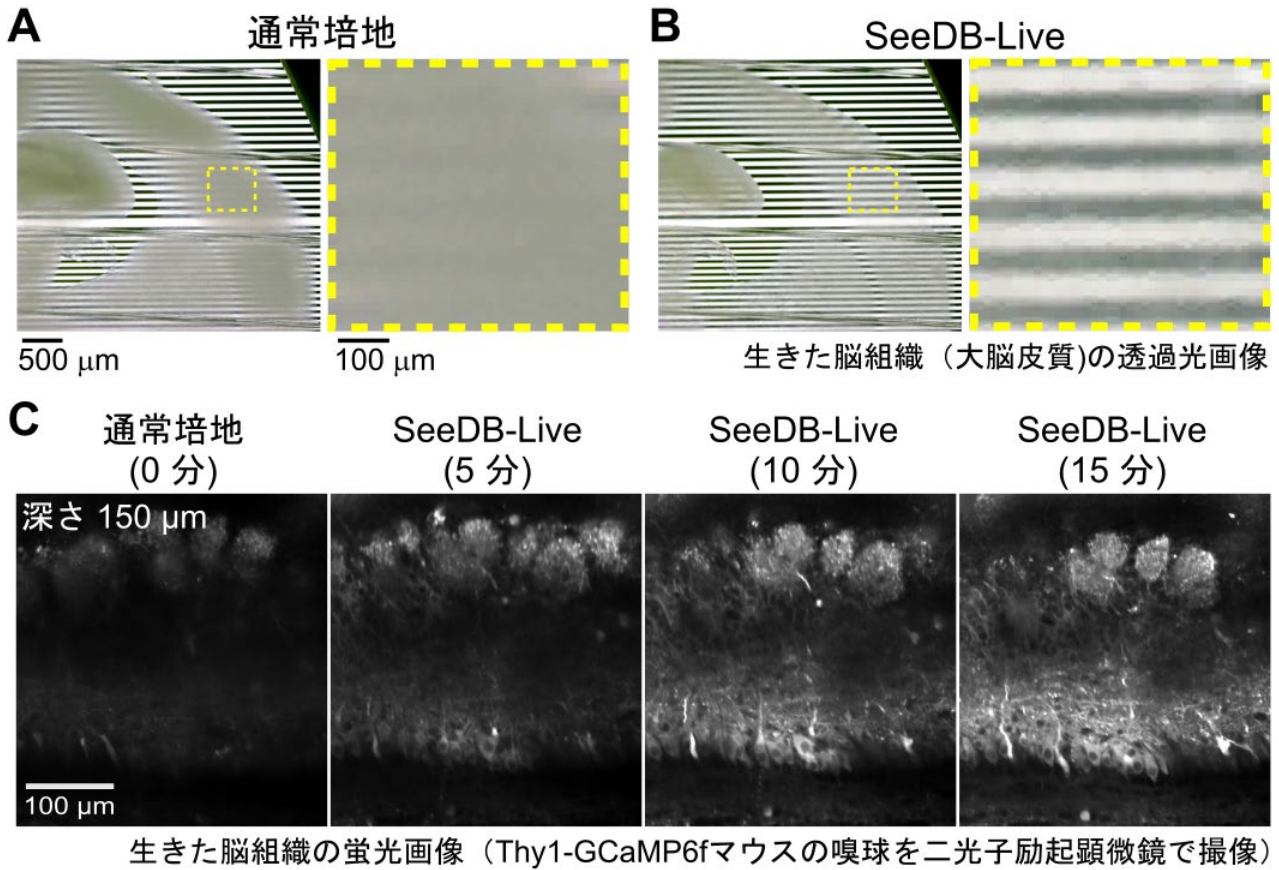 A
通常培地
500 μm
100 μm
B
SeeDB-Live
生きた脳組織（大脳皮質)の透過光画像
C
通常培地
(0 分)
SeeDB-Live
(5 分)
SeeDB-Live
(10 分)
SeeDB-Live
(15 分)
深さ 150 μm
100 μm
生きた脳組織の蛍光画像（Thy1-GCaMP6fマウスの嗅球を二光子励起顕微鏡で撮像）